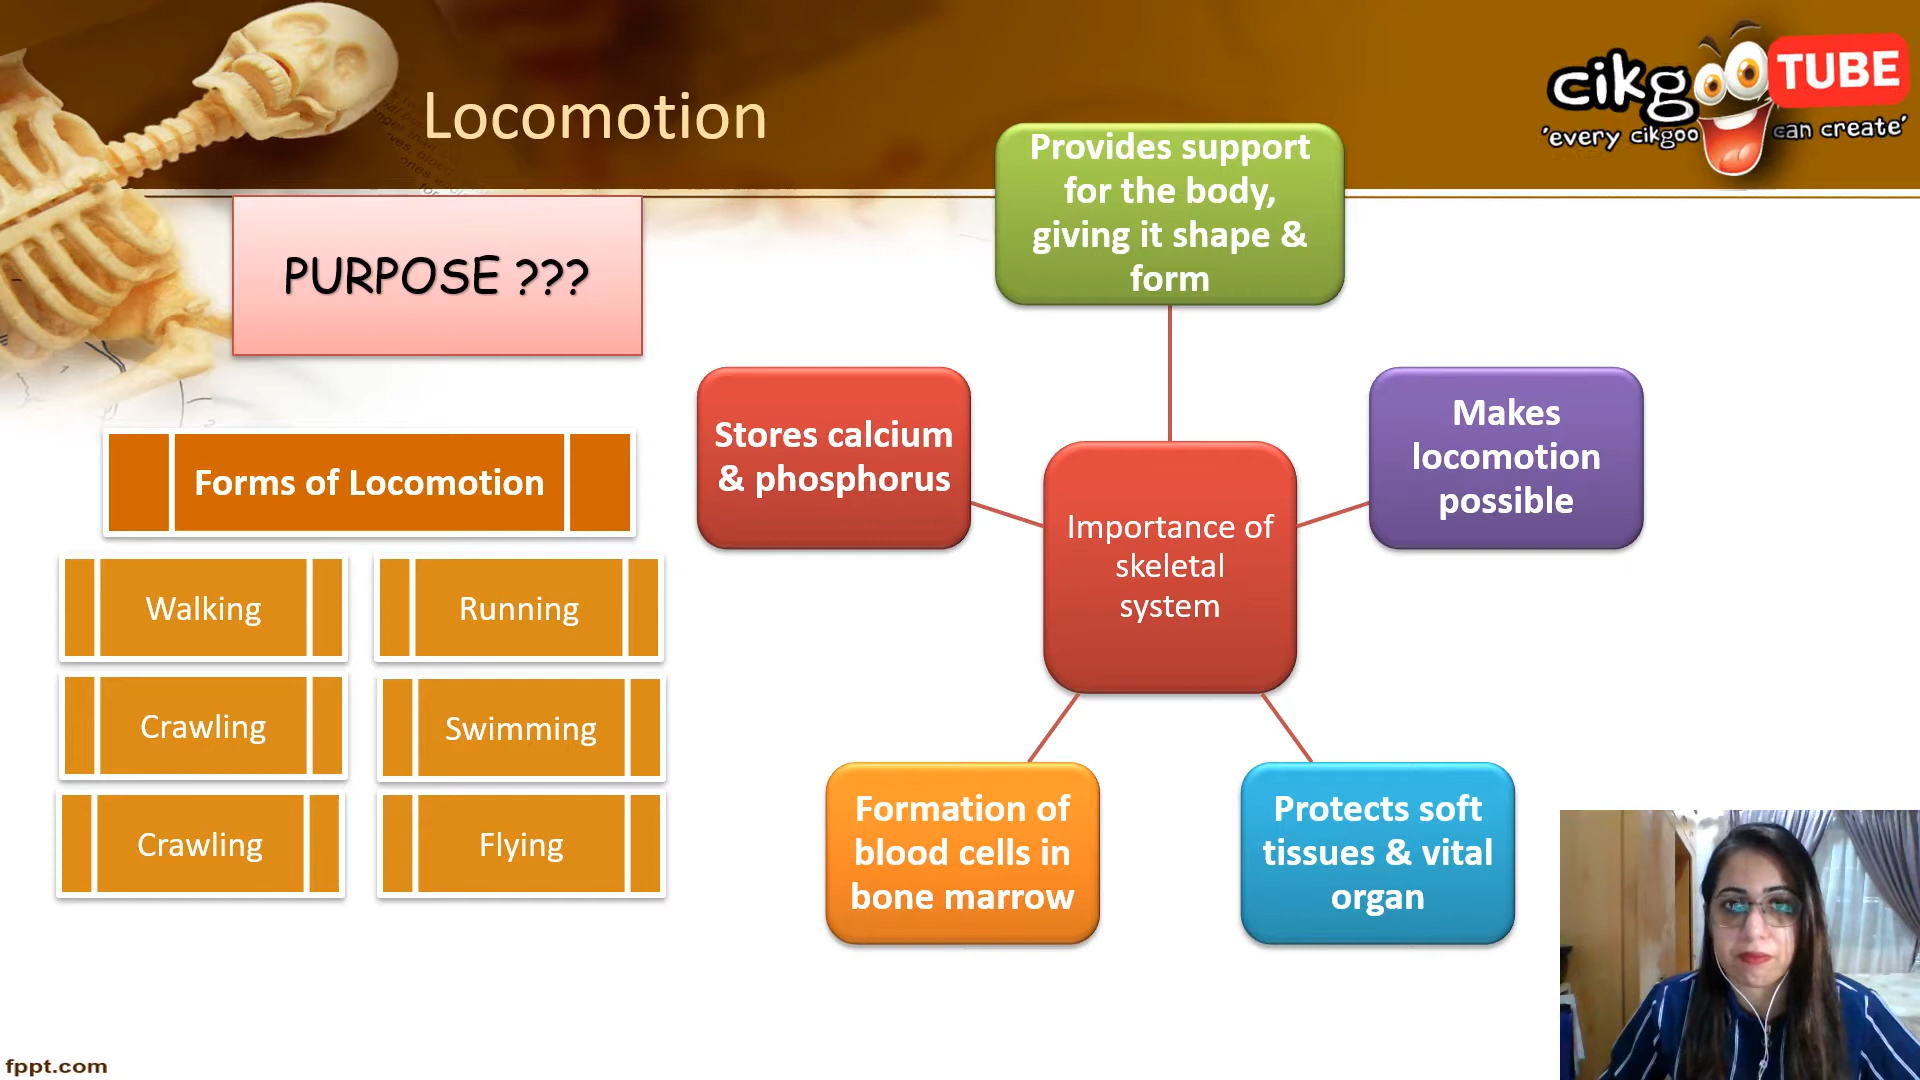 Locomotion
cikgoo TUBE
'every cikgoo can create'
PURPOSE ???
Forms of Locomotion
Walking
Running
Crawling
Swimming
Crawling
Flying
Provides support
for the body,
giving it shape &
form
Stores calcium
& phosphorus
Makes
locomotion
possible
Importance of
skeletal
system
Formation of
blood cells in
bone marrow
Protects soft
tissues & vital
organ
fppt.com